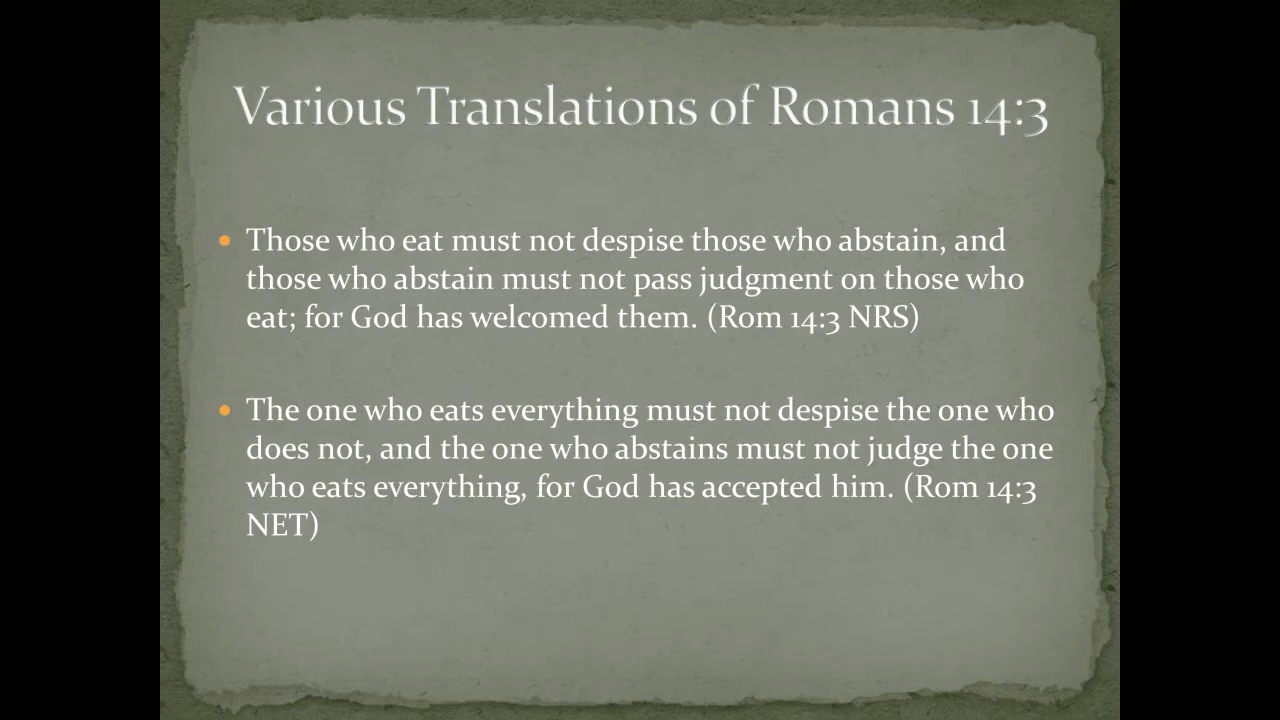 Various Translations of Romans 14:3
• Those who eat must not despise those who abstain, and
those who abstain must not pass judgment on those who
eat; for God has welcomed them. (Rom 14:3 NRS)
• The one who eats everything must not despise the one who
does not, and the one who abstains must not judge the one
who eats everything, for God has accepted him. (Rom 14:3
NET)